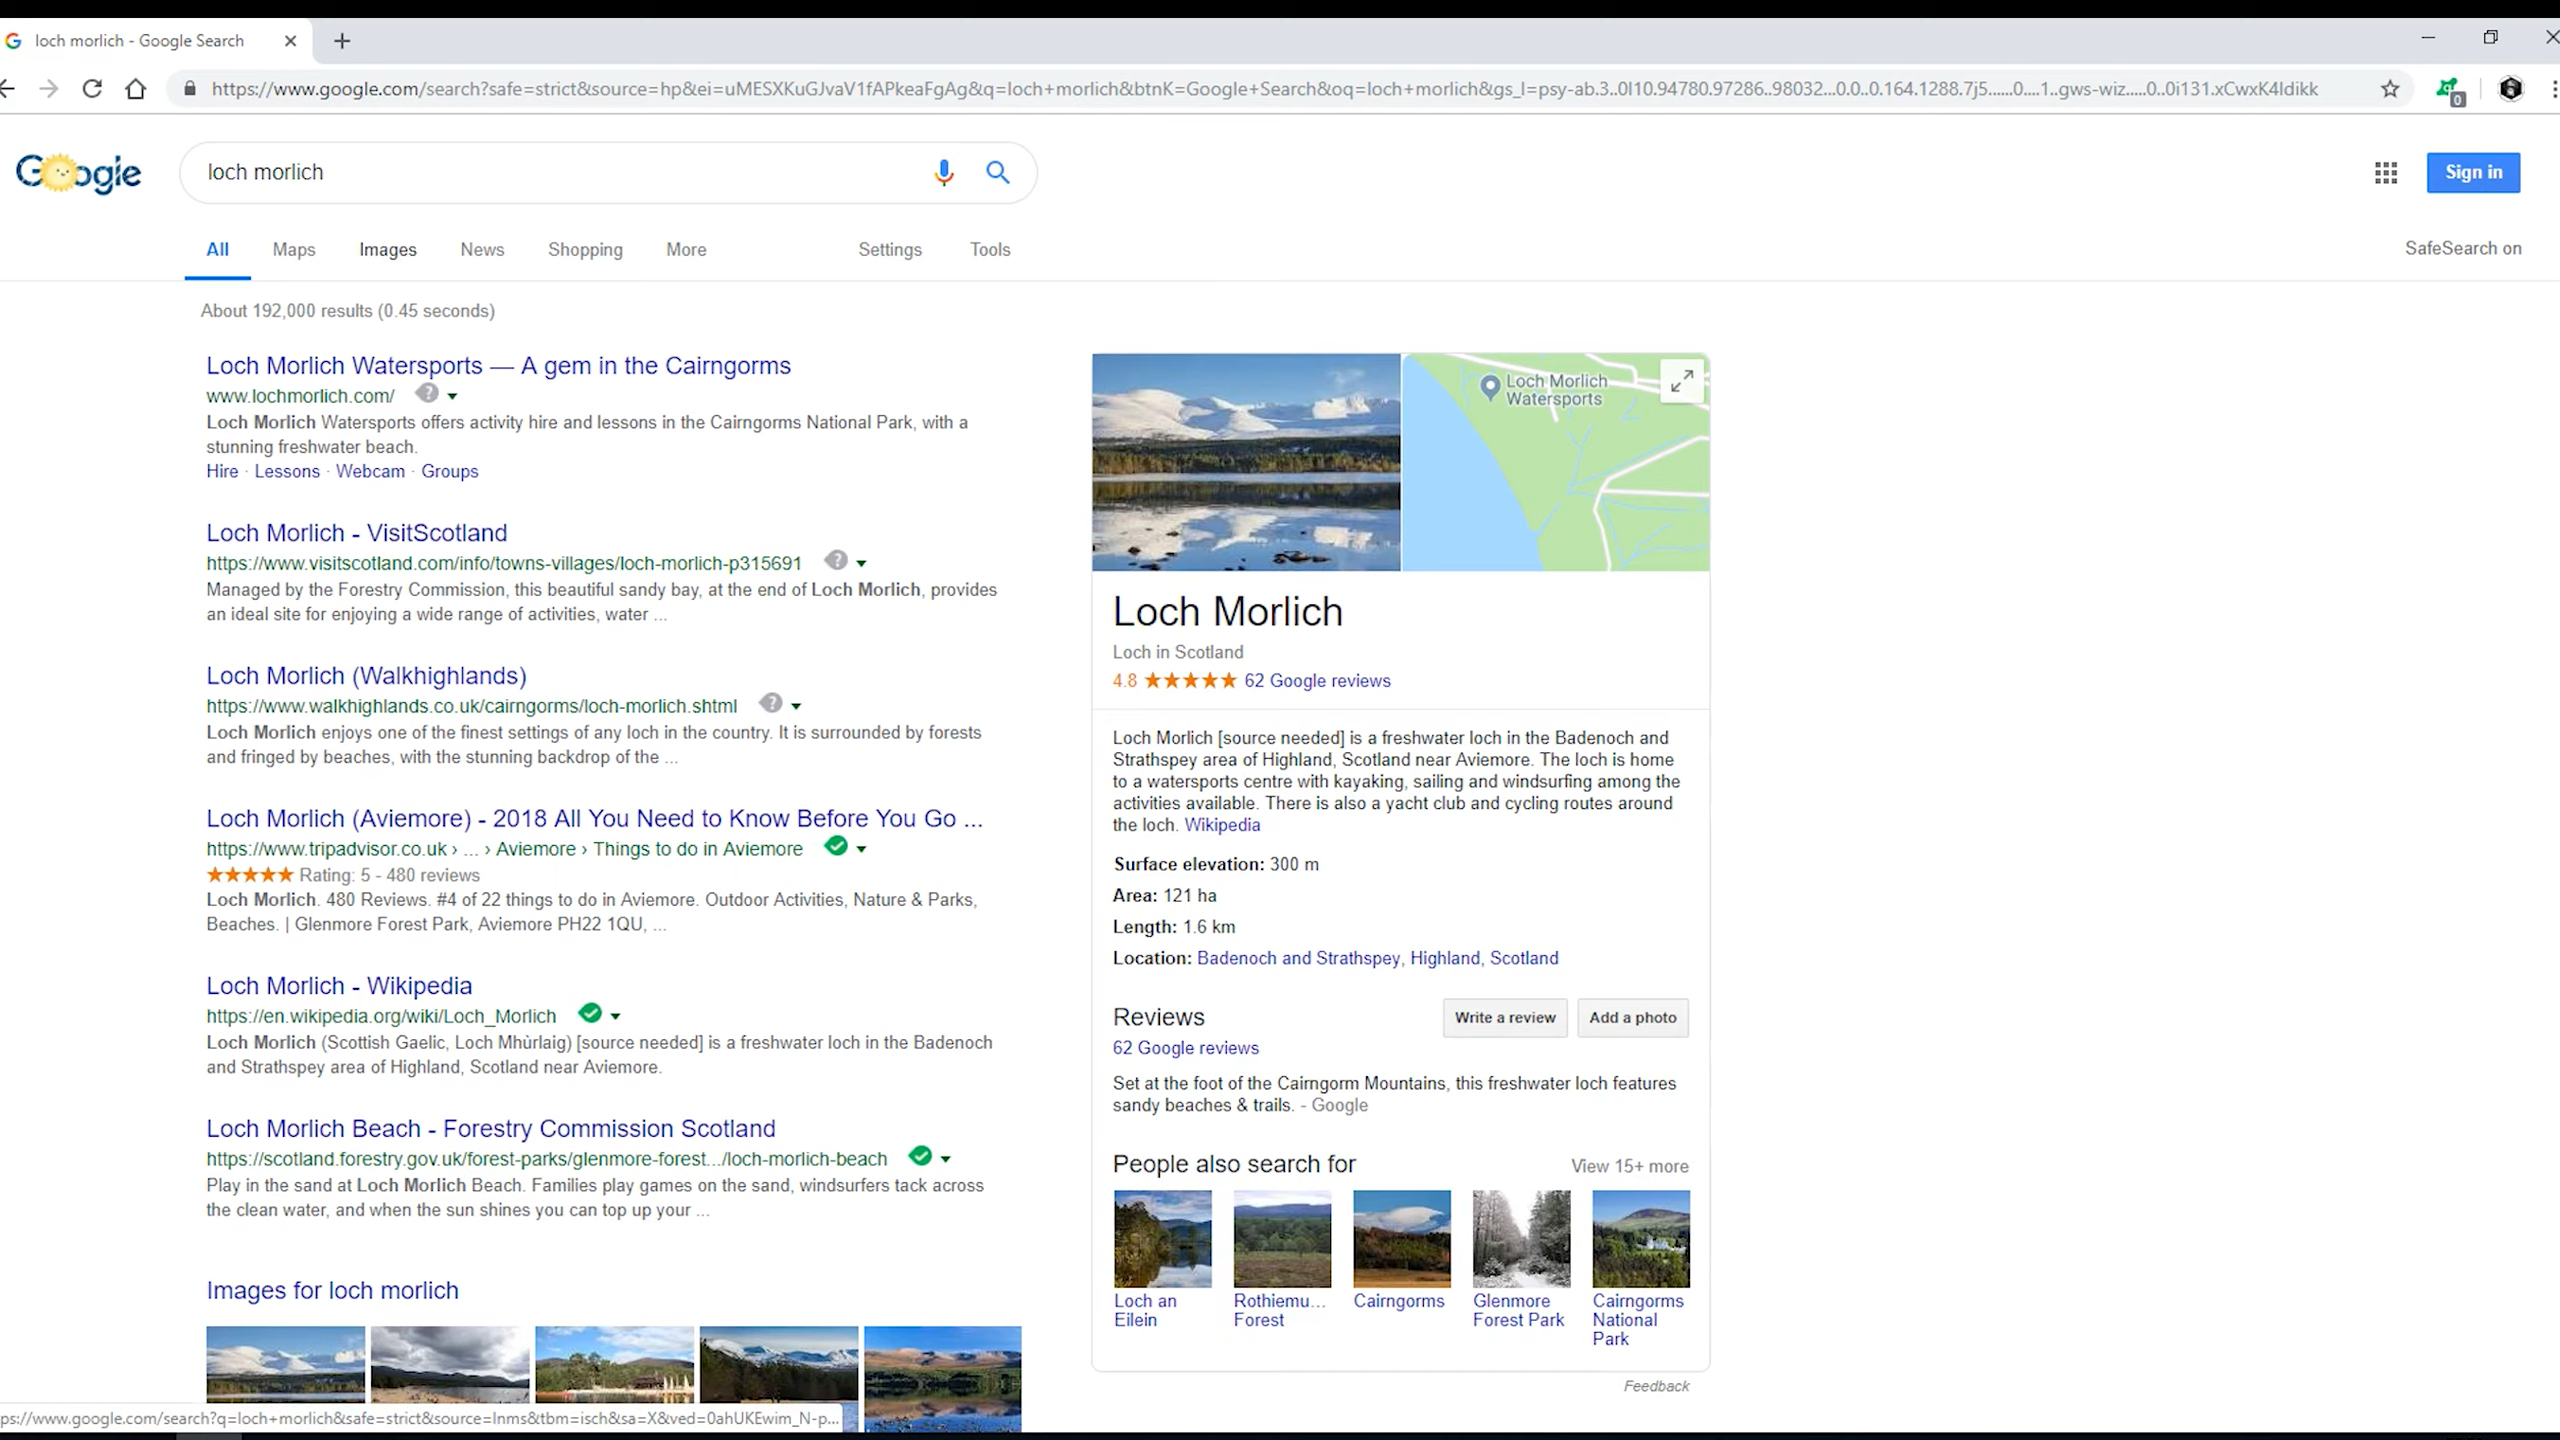 loch morlich - Google Search
https://www.google.com/search?safe=strict&source=hp&ei=uMESXKuGJvaV1fAPkeaFgAg&q=loch+morlich&btnK=Google+Search&oq=loch+morlich&gs_l=psy-ab.3..0l10.94780.97286..98032...0.0..0.164.1288.7j5......0....1..gws-wiz.....0..0i131.xCwxK4ldikk
0
Google
loch morlich
Sign in
All Maps Images News Shopping More Settings Tools
SafeSearch on
About 192,000 results (0.45 seconds)
Loch Morlich Watersports — A gem in the Cairngorms
www.lochmorlich.com/
Loch Morlich Watersports offers activity hire and lessons in the Cairngorms National Park, with a
stunning freshwater beach.
Hire · Lessons · Webcam · Groups
Loch Morlich - VisitScotland
https://www.visitscotland.com/info/towns-villages/loch-morlich-p315691
Managed by the Forestry Commission, this beautiful sandy bay, at the end of Loch Morlich, provides
an ideal site for enjoying a wide range of activities, water ...
Loch Morlich (Walkhighlands)
https://www.walkhighlands.co.uk/cairngorms/loch-morlich.shtml
Loch Morlich enjoys one of the finest settings of any loch in the country. It is surrounded by forests
and fringed by beaches, with the stunning backdrop of the ...
Loch Morlich (Aviemore) - 2018 All You Need to Know Before You Go ...
https://www.tripadvisor.co.uk › ... › Aviemore › Things to do in Aviemore
★★★★★ Rating: 5 - 480 reviews
Loch Morlich. 480 Reviews. #4 of 22 things to do in Aviemore. Outdoor Activities, Nature & Parks,
Beaches. | Glenmore Forest Park, Aviemore PH22 1QU, ...
Loch Morlich - Wikipedia
https://en.wikipedia.org/wiki/Loch_Morlich
Loch Morlich (Scottish Gaelic, Loch Mhùrlaig) [source needed] is a freshwater loch in the Badenoch
and Strathspey area of Highland, Scotland near Aviemore.
Loch Morlich Beach - Forestry Commission Scotland
https://scotland.forestry.gov.uk/forest-parks/glenmore-forest.../loch-morlich-beach
Play in the sand at Loch Morlich Beach. Families play games on the sand, windsurfers tack across
the clean water, and when the sun shines you can top up your ...
Images for loch morlich
ps://www.google.com/search?q=loch+morlich&safe=strict&source=lnms&tbm=isch&sa=X&ved=0ahUKEwim_N-p...
Loch Morlich
Watersports
Loch Morlich
Loch in Scotland
4.8 ★★★★★ 62 Google reviews
Loch Morlich [source needed] is a freshwater loch in the Badenoch and
Strathspey area of Highland, Scotland near Aviemore. The loch is home
to a watersports centre with kayaking, sailing and windsurfing among the
activities available. There is also a yacht club and cycling routes around
the loch. Wikipedia
Surface elevation: 300 m
Area: 121 ha
Length: 1.6 km
Location: Badenoch and Strathspey, Highland, Scotland
Reviews
Write a review
Add a photo
62 Google reviews
Set at the foot of the Cairngorm Mountains, this freshwater loch features
sandy beaches & trails. - Google
People also search for
View 15+ more
Loch an
Eilein
Rothiemu...
Forest
Cairngorms
Glenmore
Forest Park
Cairngorms
National
Park
Feedback